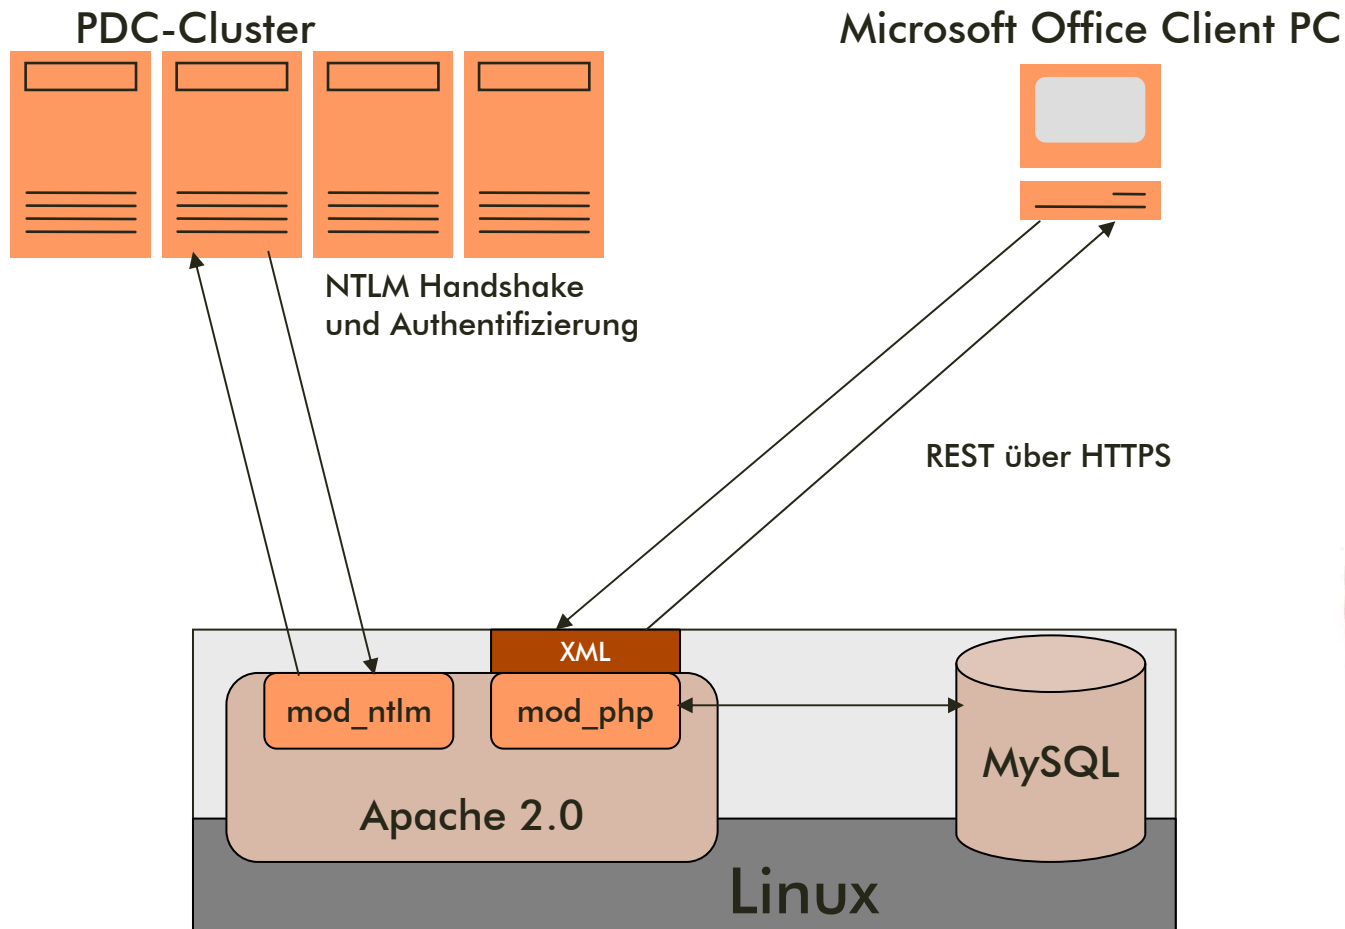 PDC-Cluster
Microsoft Office Client PC
NTLM Handshake
und Authentifizierung
REST über HTTPS
XML
mod_ntlm
mod_php
MySQL
Apache 2.0
Linux